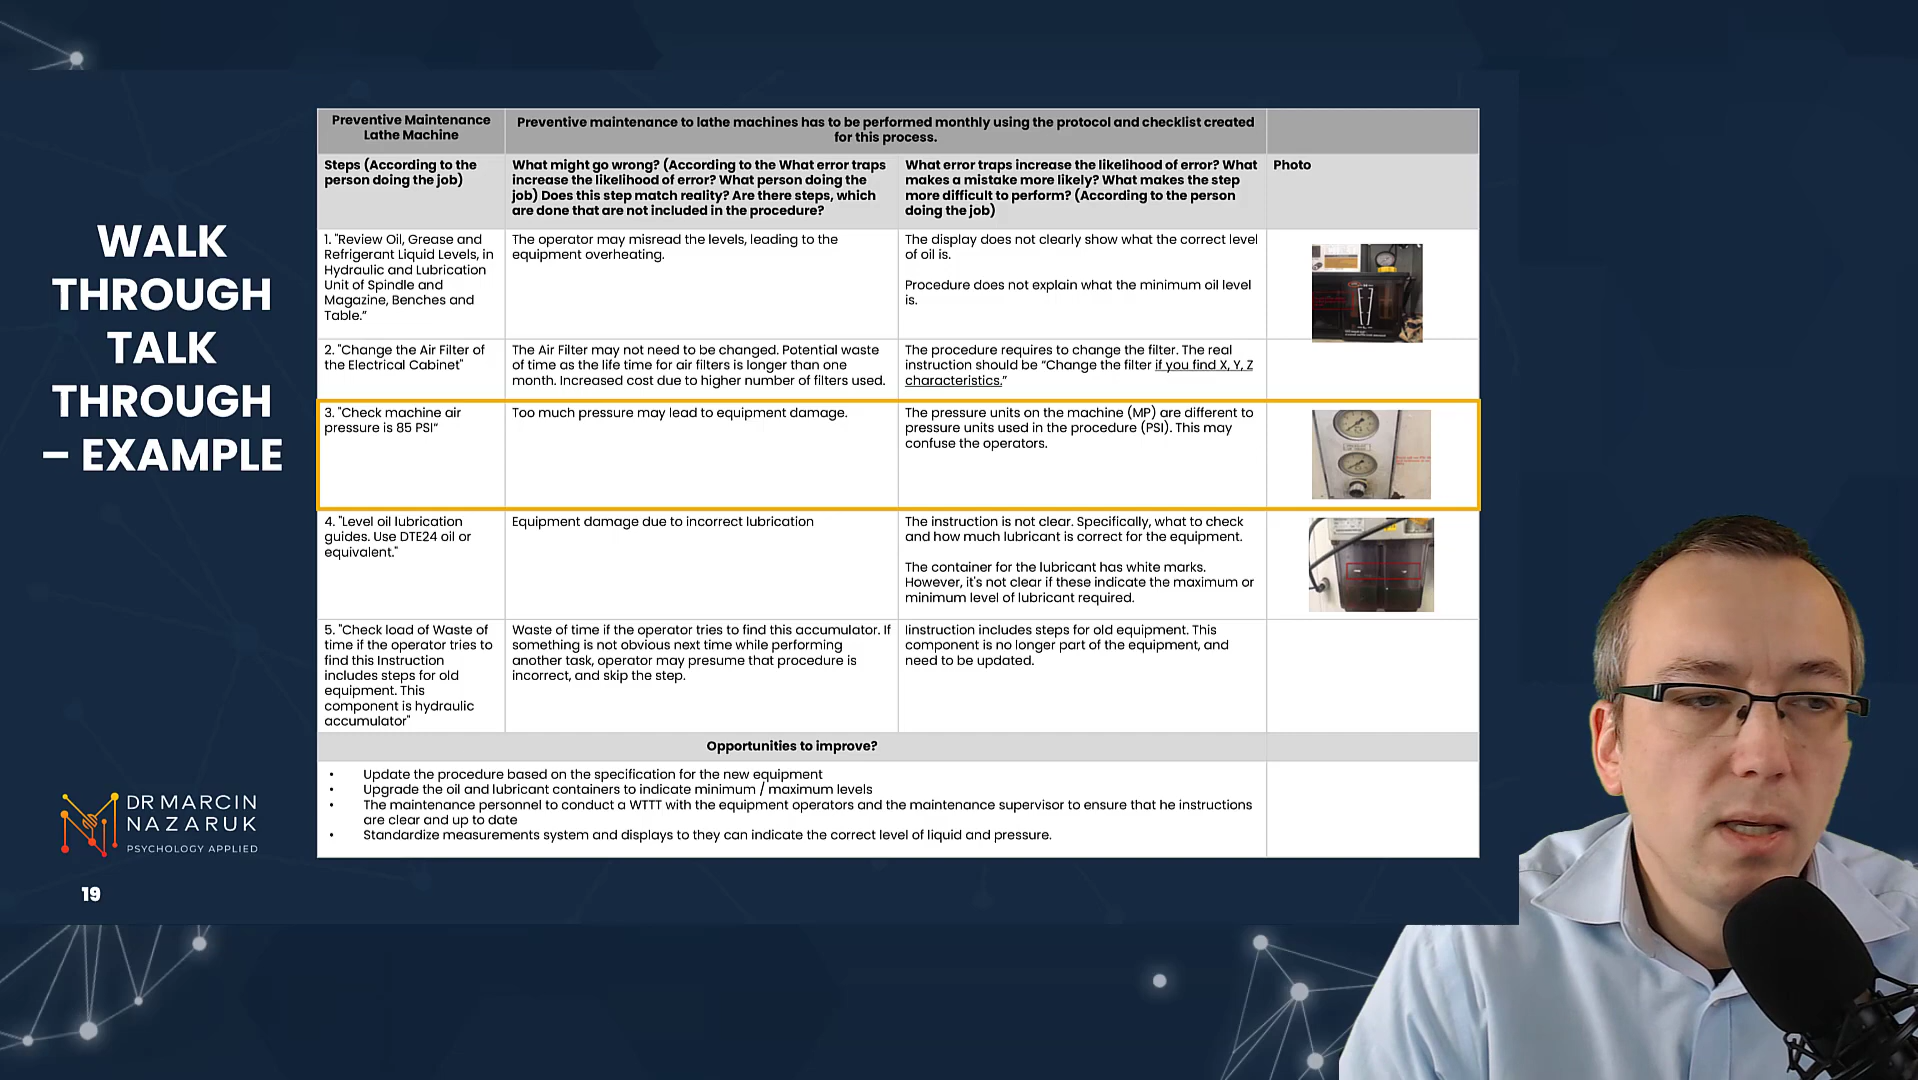 WALK
THROUGH
TALK
THROUGH
– EXAMPLE
Preventive Maintenance
Lathe Machine
Preventive maintenance to lathe machines has to be performed monthly using the protocol and checklist created
for this process.
Steps (According to the
person doing the job)
What might go wrong? (According to the What error traps
increase the likelihood of error? What person doing the
job) Does this step match reality? Are there steps, which
are done that are not included in the procedure?
What error traps increase the likelihood of error? What
makes a mistake more likely? What makes the step
more difficult to perform? (According to the person
doing the job)
Photo
1. "Review Oil, Grease and
Refrigerant Liquid Levels, in
Hydraulic and Lubrication
Unit of Spindle and
Magazine, Benches and
Table.”
The operator may misread the levels, leading to the
equipment overheating.
The display does not clearly show what the correct level
of oil is.
Procedure does not explain what the minimum oil level
is.
2. "Change the Air Filter of
the Electrical Cabinet"
The Air Filter may not need to be changed. Potential waste
of time as the life time for air filters is longer than one
month. Increased cost due to higher number of filters used.
The procedure requires to change the filter. The real
instruction should be “Change the filter if you find X, Y, Z
characteristics.”
3. "Check machine air
pressure is 85 PSI”
Too much pressure may lead to equipment damage.
The pressure units on the machine (MP) are different to
pressure units used in the procedure (PSI). This may
confuse the operators.
4. "Level oil lubrication
guides. Use DTE24 oil or
equivalent."
Equipment damage due to incorrect lubrication
The instruction is not clear. Specifically, what to check
and how much lubricant is correct for the equipment.
The container for the lubricant has white marks.
However, it's not clear if these indicate the maximum or
minimum level of lubricant required.
5. "Check load of Waste of
time if the operator tries to
find this Instruction
includes steps for old
equipment. This
component is hydraulic
accumulator"
Waste of time if the operator tries to find this accumulator. If
something is not obvious next time while performing
another task, operator may presume that procedure is
incorrect, and skip the step.
Iinstruction includes steps for old equipment. This
component is no longer part of the equipment, and
need to be updated.
Opportunities to improve?
• Update the procedure based on the specification for the new equipment
• Upgrade the oil and lubricant containers to indicate minimum / maximum levels
• The maintenance personnel to conduct a WTTT with the equipment operators and the maintenance supervisor to ensure that he instructions
are clear and up to date
• Standardize measurements system and displays to they can indicate the correct level of liquid and pressure.
DR MARCIN
NAZARUK
PSYCHOLOGY APPLIED
19